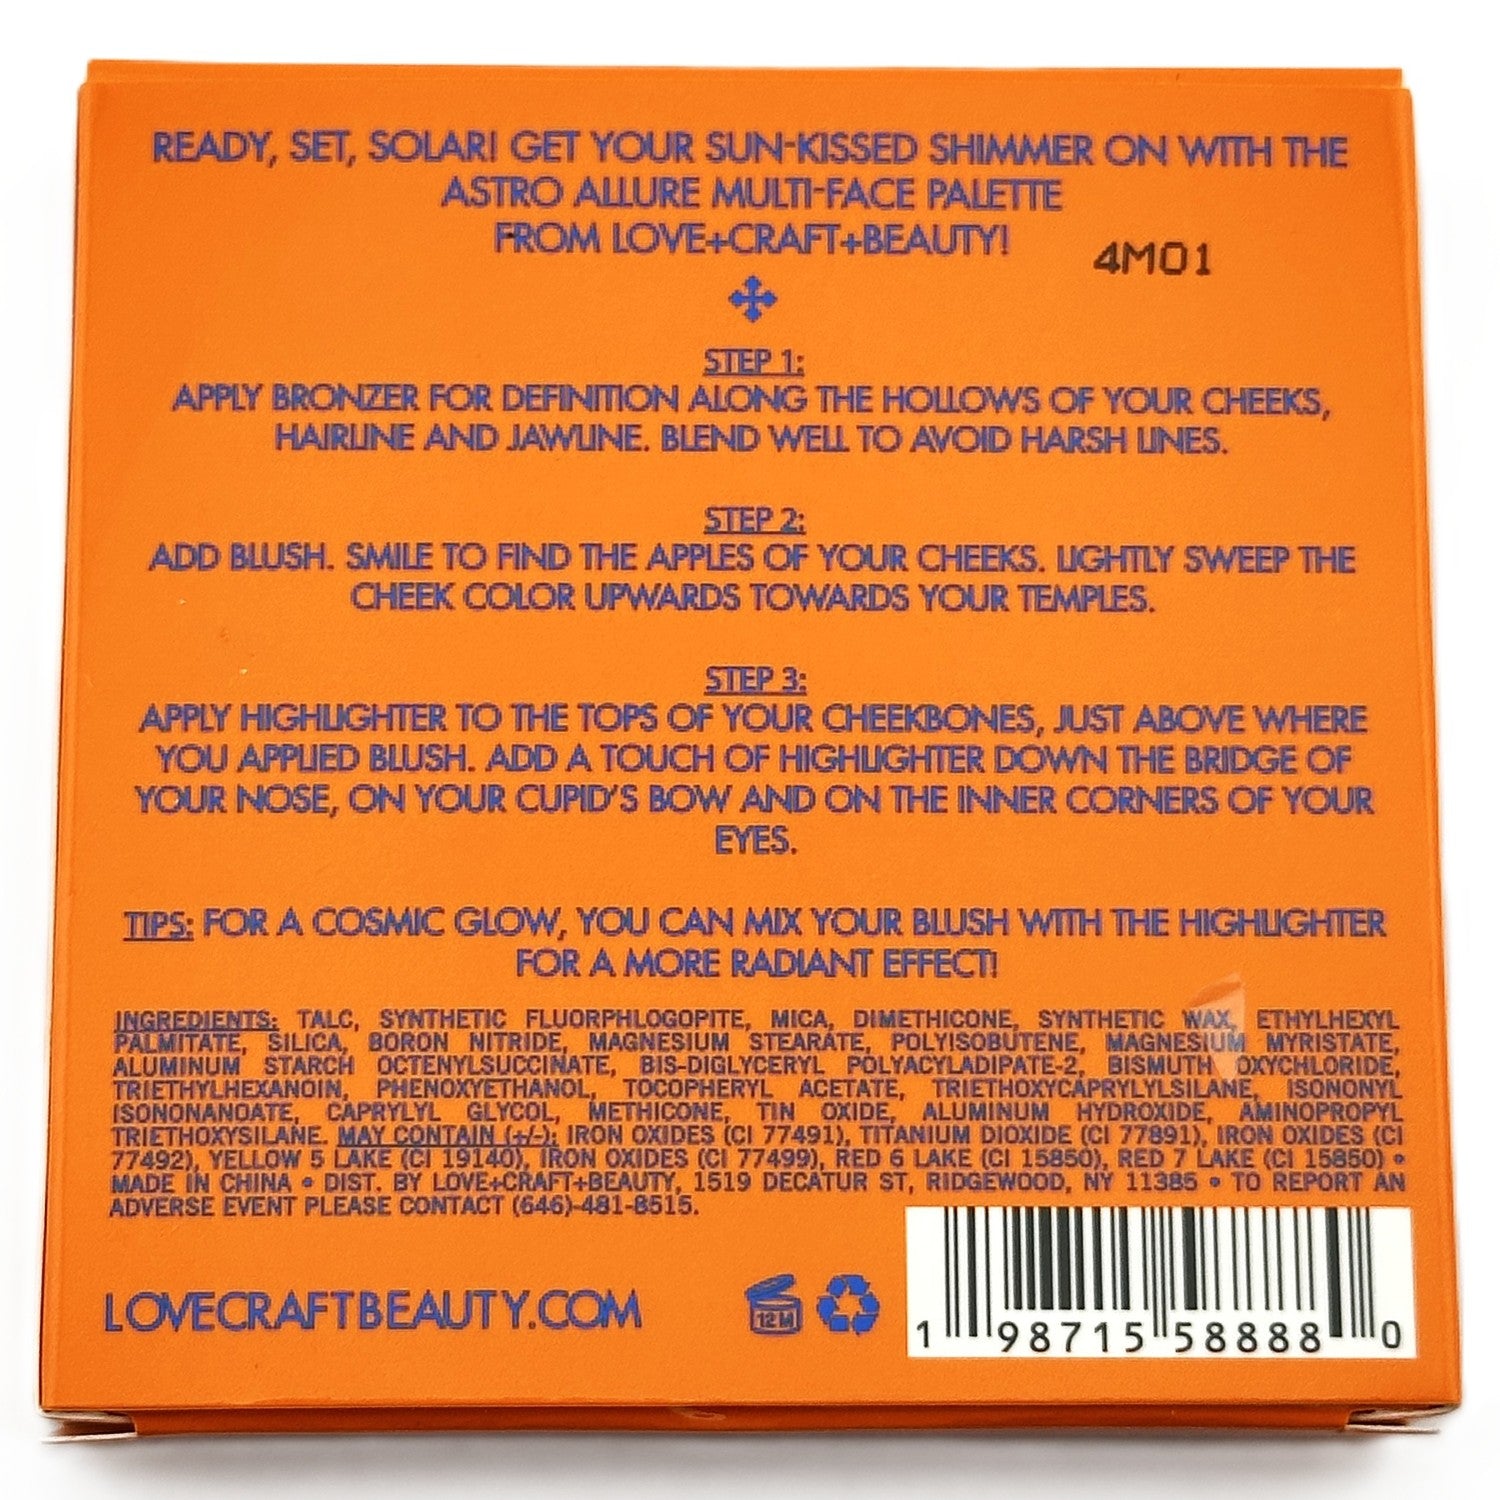 READY, SET, SOLAR! GET YOUR SUN-KISSED SHIMMER ON WITH THE
ASTRO ALLURE MULTI-FACE PALETTE
FROM LOVE+CRAFT+BEAUTY!
4M01
STEP 1:
APPLY BRONZER FOR DEFINITION ALONG THE HOLLOWS OF YOUR CHEEKS,
HAIRLINE AND JAWLINE. BLEND WELL TO AVOID HARSH LINES.
STEP 2:
ADD BLUSH. SMILE TO FIND THE APPLES OF YOUR CHEEKS. LIGHTLY SWEEP THE
CHEEK COLOR UPWARDS TOWARDS YOUR TEMPLES.
STEP 3:
APPLY HIGHLIGHTER TO THE TOPS OF YOUR CHEEKBONES, JUST ABOVE WHERE
YOU APPLIED BLUSH. ADD A TOUCH OF HIGHLIGHTER DOWN THE BRIDGE OF
YOUR NOSE, ON YOUR CUPID'S BOW AND ON THE INNER CORNERS OF YOUR
EYES.
TIPS: FOR A COSMIC GLOW, YOU CAN MIX YOUR BLUSH WITH THE HIGHLIGHTER
FOR A MORE RADIANT EFFECT!
INGREDIENTS: TALC, SYNTHETIC FLUORPHLOGOPITE, MICA, DIMETHICONE, SYNTHETIC WAX, ETHYLHEXYL
PALMITATE, SILICA, BORON NITRIDE, MAGNESIUM STEARATE, POLYISOBUTENE, MAGNESIUM MYRISTATE,
ALUMINUM STARCH OCTENYLSUCCINATE, BIS-DIGLYCERYL POLYACYLADIPATE-2, BISMUTH OXYCHLORIDE,
TRIETHYLHEXANOIN, PHENOXYETHANOL, TOCOPHERYL ACETATE, TRIETHOXYCAPRYLYLSILANE, ISONONYL
ISONONANOATE, CAPRYLYL GLYCOL, METHICONE, TIN OXIDE, ALUMINUM HYDROXIDE, AMINOPROPYL
TRIETHOXYSILANE. MAY CONTAIN (+/-): IRON OXIDES (CI 77491), TITANIUM DIOXIDE (CI 77891), IRON OXIDES (CI
77492), YELLOW 5 LAKE (CI 19140), IRON OXIDES (CI 77499), RED 6 LAKE (CI 15850), RED 7 LAKE (CI 15850) •
MADE IN CHINA • DIST. BY LOVE+CRAFT+BEAUTY, 1519 DECATUR ST, RIDGEWOOD, NY 11385 • TO REPORT AN
ADVERSE EVENT PLEASE CONTACT (646)-481-8515.
LOVECRAFTBEAUTY.COM
12M
1 98715 58888 0